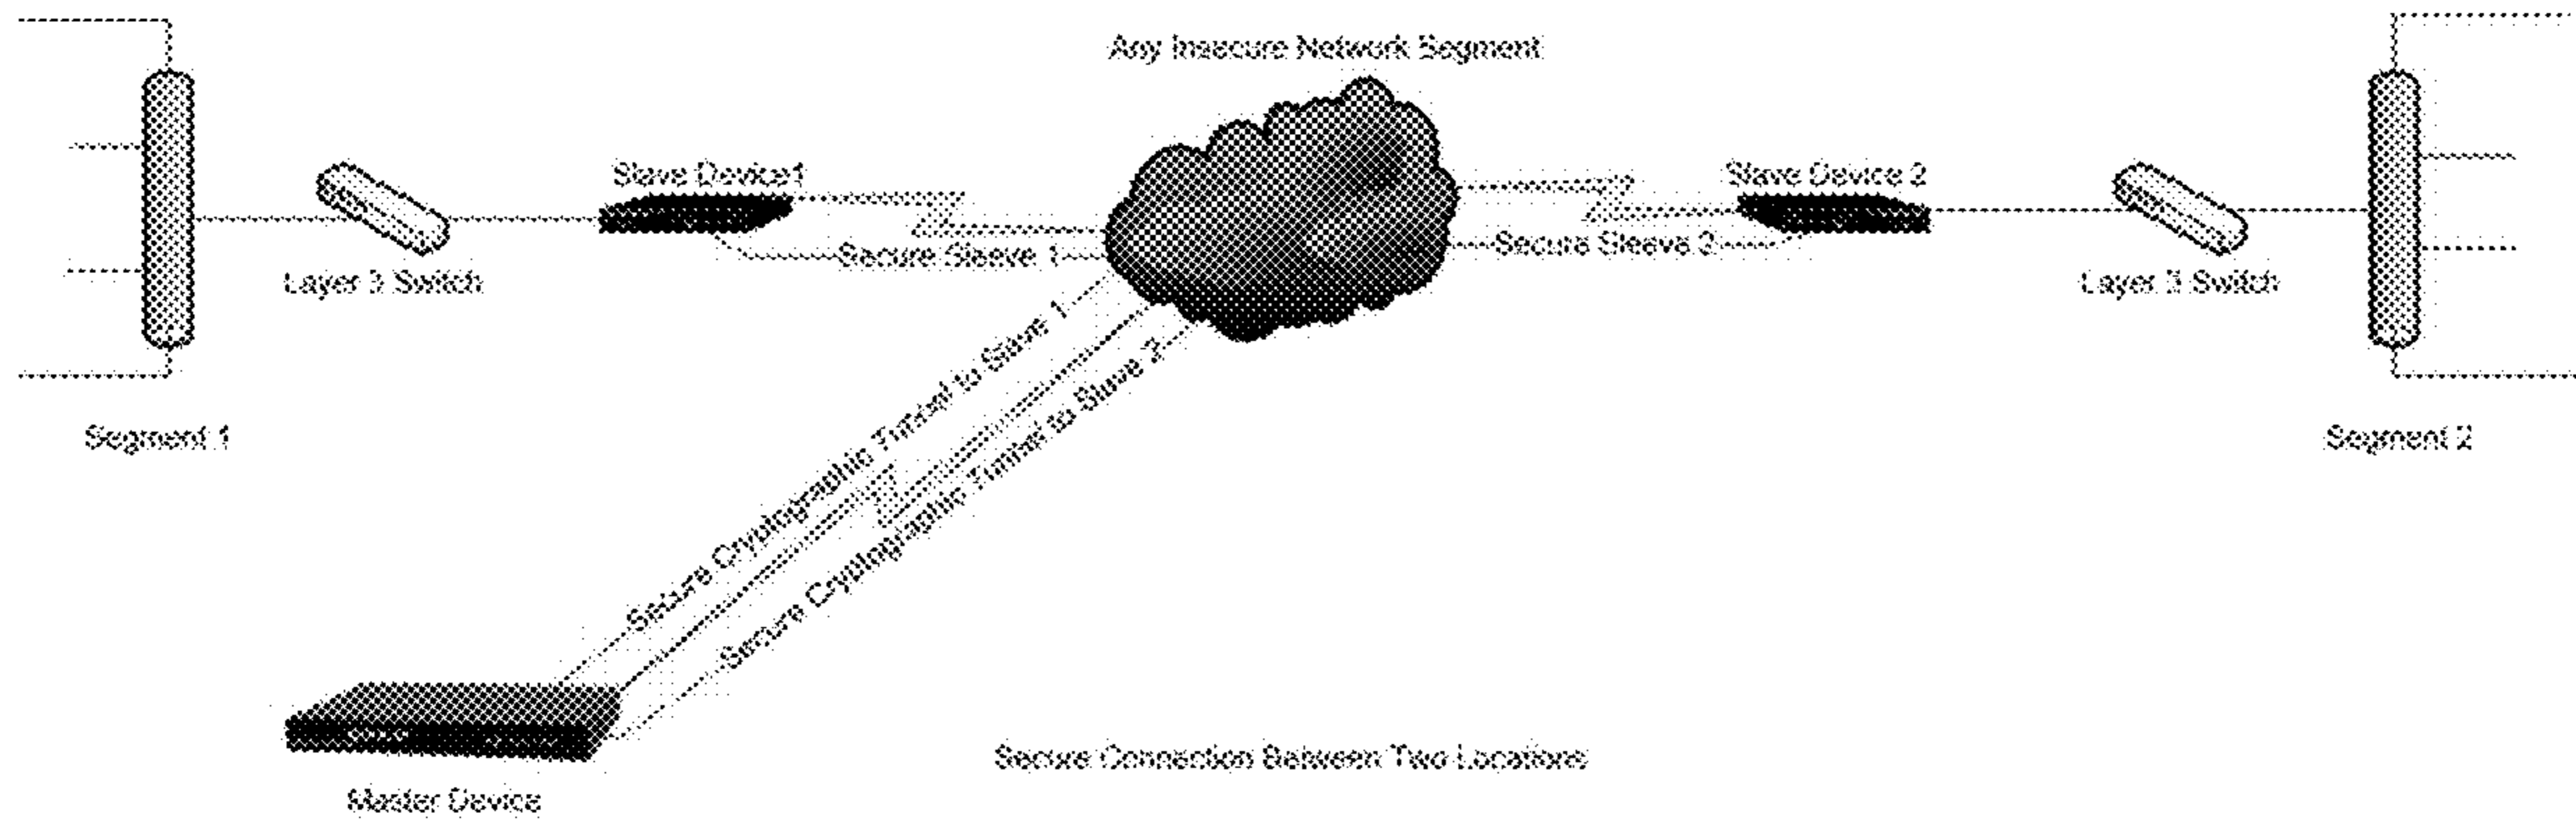 Any Insecure Network Segment
Slave Device1
Slave Device 2
Secure Sleeve 1
Secure Sleeve 2
Layer 3 Switch
Layer 3 Switch
Secure Cryptographic Tunnel to Slave 1
Secure Cryptographic Tunnel to Slave 2
Segment 1
Segment 2
Secure Connection Between Two Locations
Master Device